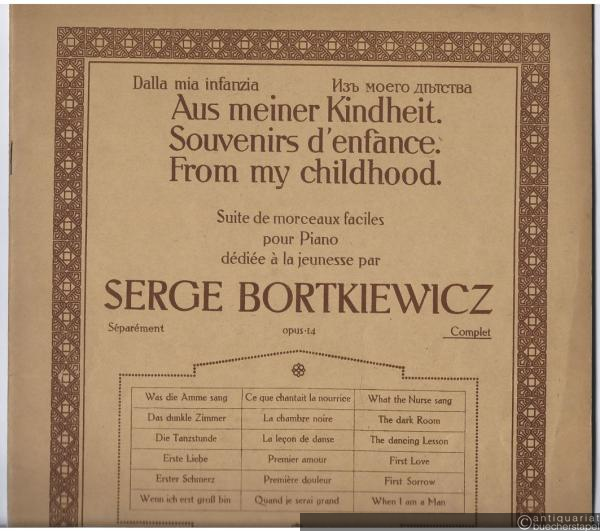 Dalla mia infanzia Изъ моего дѣтства
Aus meiner Kindheit.
Souvenirs d'enfance.
From my childhood.
Suite de morceaux faciles
pour Piano
dédiée à la jeunesse par
SERGE BORTKIEWICZ
Séparément opus·14 Complet
Was die Amme sang Ce que chantait la nourrice What the Nurse sang
Das dunkle Zimmer La chambre noire The dark Room
Die Tanzstunde La leçon de danse The dancing Lesson
Erste Liebe Premier amour First Love
Erster Schmerz Première douleur First Sorrow
Wenn ich erst groß bin Quand je serai grand When I am a Man
antiquariat
buecherstapel